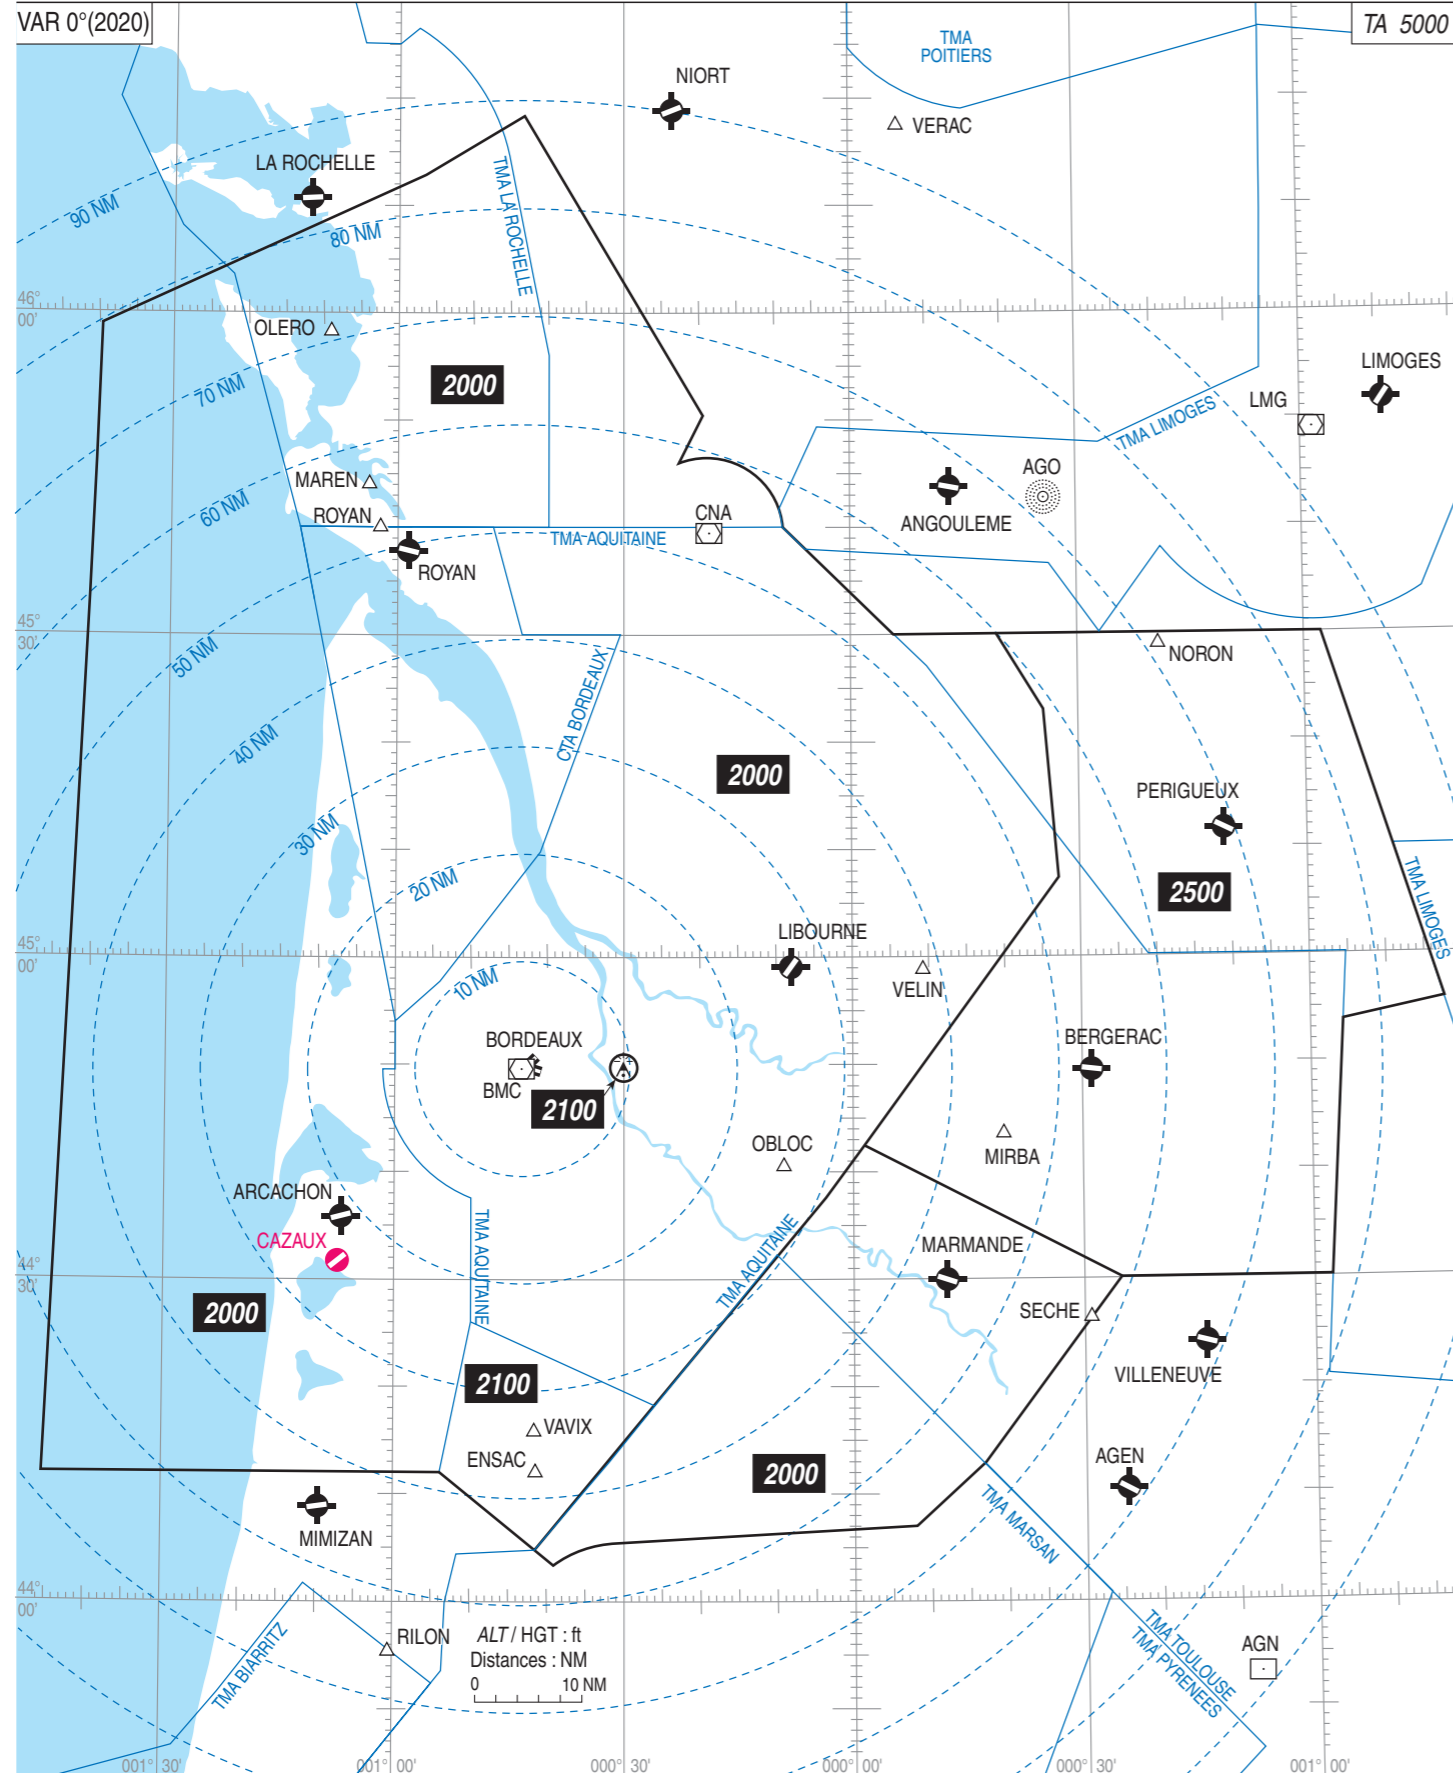 VAR 0°(2020)
TA 5000
TMA
POITIERS
NIORT
VERAC
LA ROCHELLE
TMA LA ROCHELLE
90 NM
80 NM
46°
00'
OLERO
2000
70 NM
LIMOGES
LMG
TMA LIMOGES
MAREN
AGO
60 NM
ROYAN
CNA
ANGOULEME
TMA AQUITAINE
ROYAN
45°
30'
50 NM
NORON
CTA BORDEAUX
40 NM
2000
PERIGUEUX
30 NM
20 NM
2500
TMA LIMOGES
LIBOURNE
45°
00'
10 NM
VELIN
BORDEAUX
BMC
2100
BERGERAC
OBLOC
MIRBA
ARCACHON
CAZAUX
TMA AQUITAINE
TMA AQUITAINE
MARMANDE
44°
30'
2000
SECHE
VILLENEUVE
2100
VAVIX
ENSAC
2000
AGEN
MIMIZAN
TMA MARSAN
44°
00'
RILON
ALT / HGT : ft
Distances : NM
0 10 NM
TMA BIARRITZ
TMA TOULOUSE
TMA PYRENEES
AGN
001° 30'
001° 00'
000° 30'
000° 00'
000° 30'
001° 00'